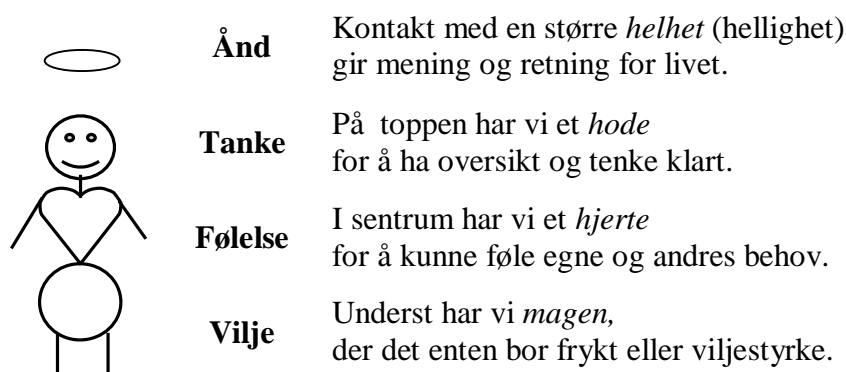 Ånd
Kontakt med en større helhet (hellighet)
gir mening og retning for livet.
Tanke
På toppen har vi et hode
for å ha oversikt og tenke klart.
Følelse
I sentrum har vi et hjerte
for å kunne føle egne og andres behov.
Vilje
Underst har vi magen,
der det enten bor frykt eller viljestyrke.